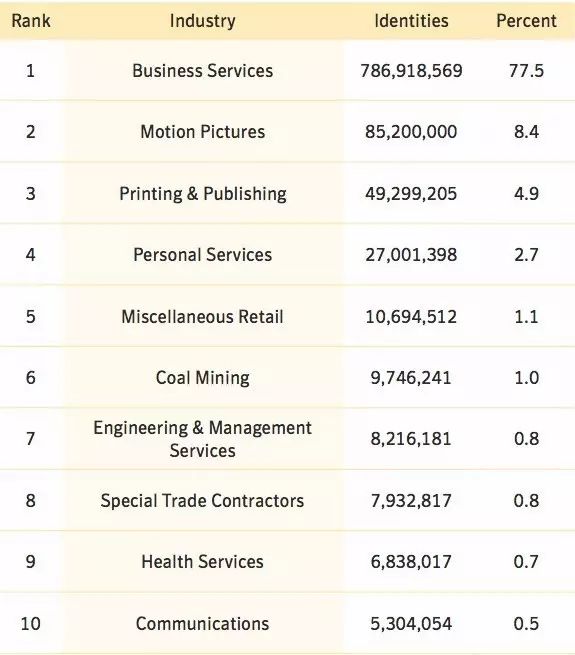 Rank Industry Identities Percent
1 Business Services 786,918,569 77.5
2 Motion Pictures 85,200,000 8.4
3 Printing & Publishing 49,299,205 4.9
4 Personal Services 27,001,398 2.7
5 Miscellaneous Retail 10,694,512 1.1
6 Coal Mining 9,746,241 1.0
7 Engineering & Management
Services 8,216,181 0.8
8 Special Trade Contractors 7,932,817 0.8
9 Health Services 6,838,017 0.7
10 Communications 5,304,054 0.5